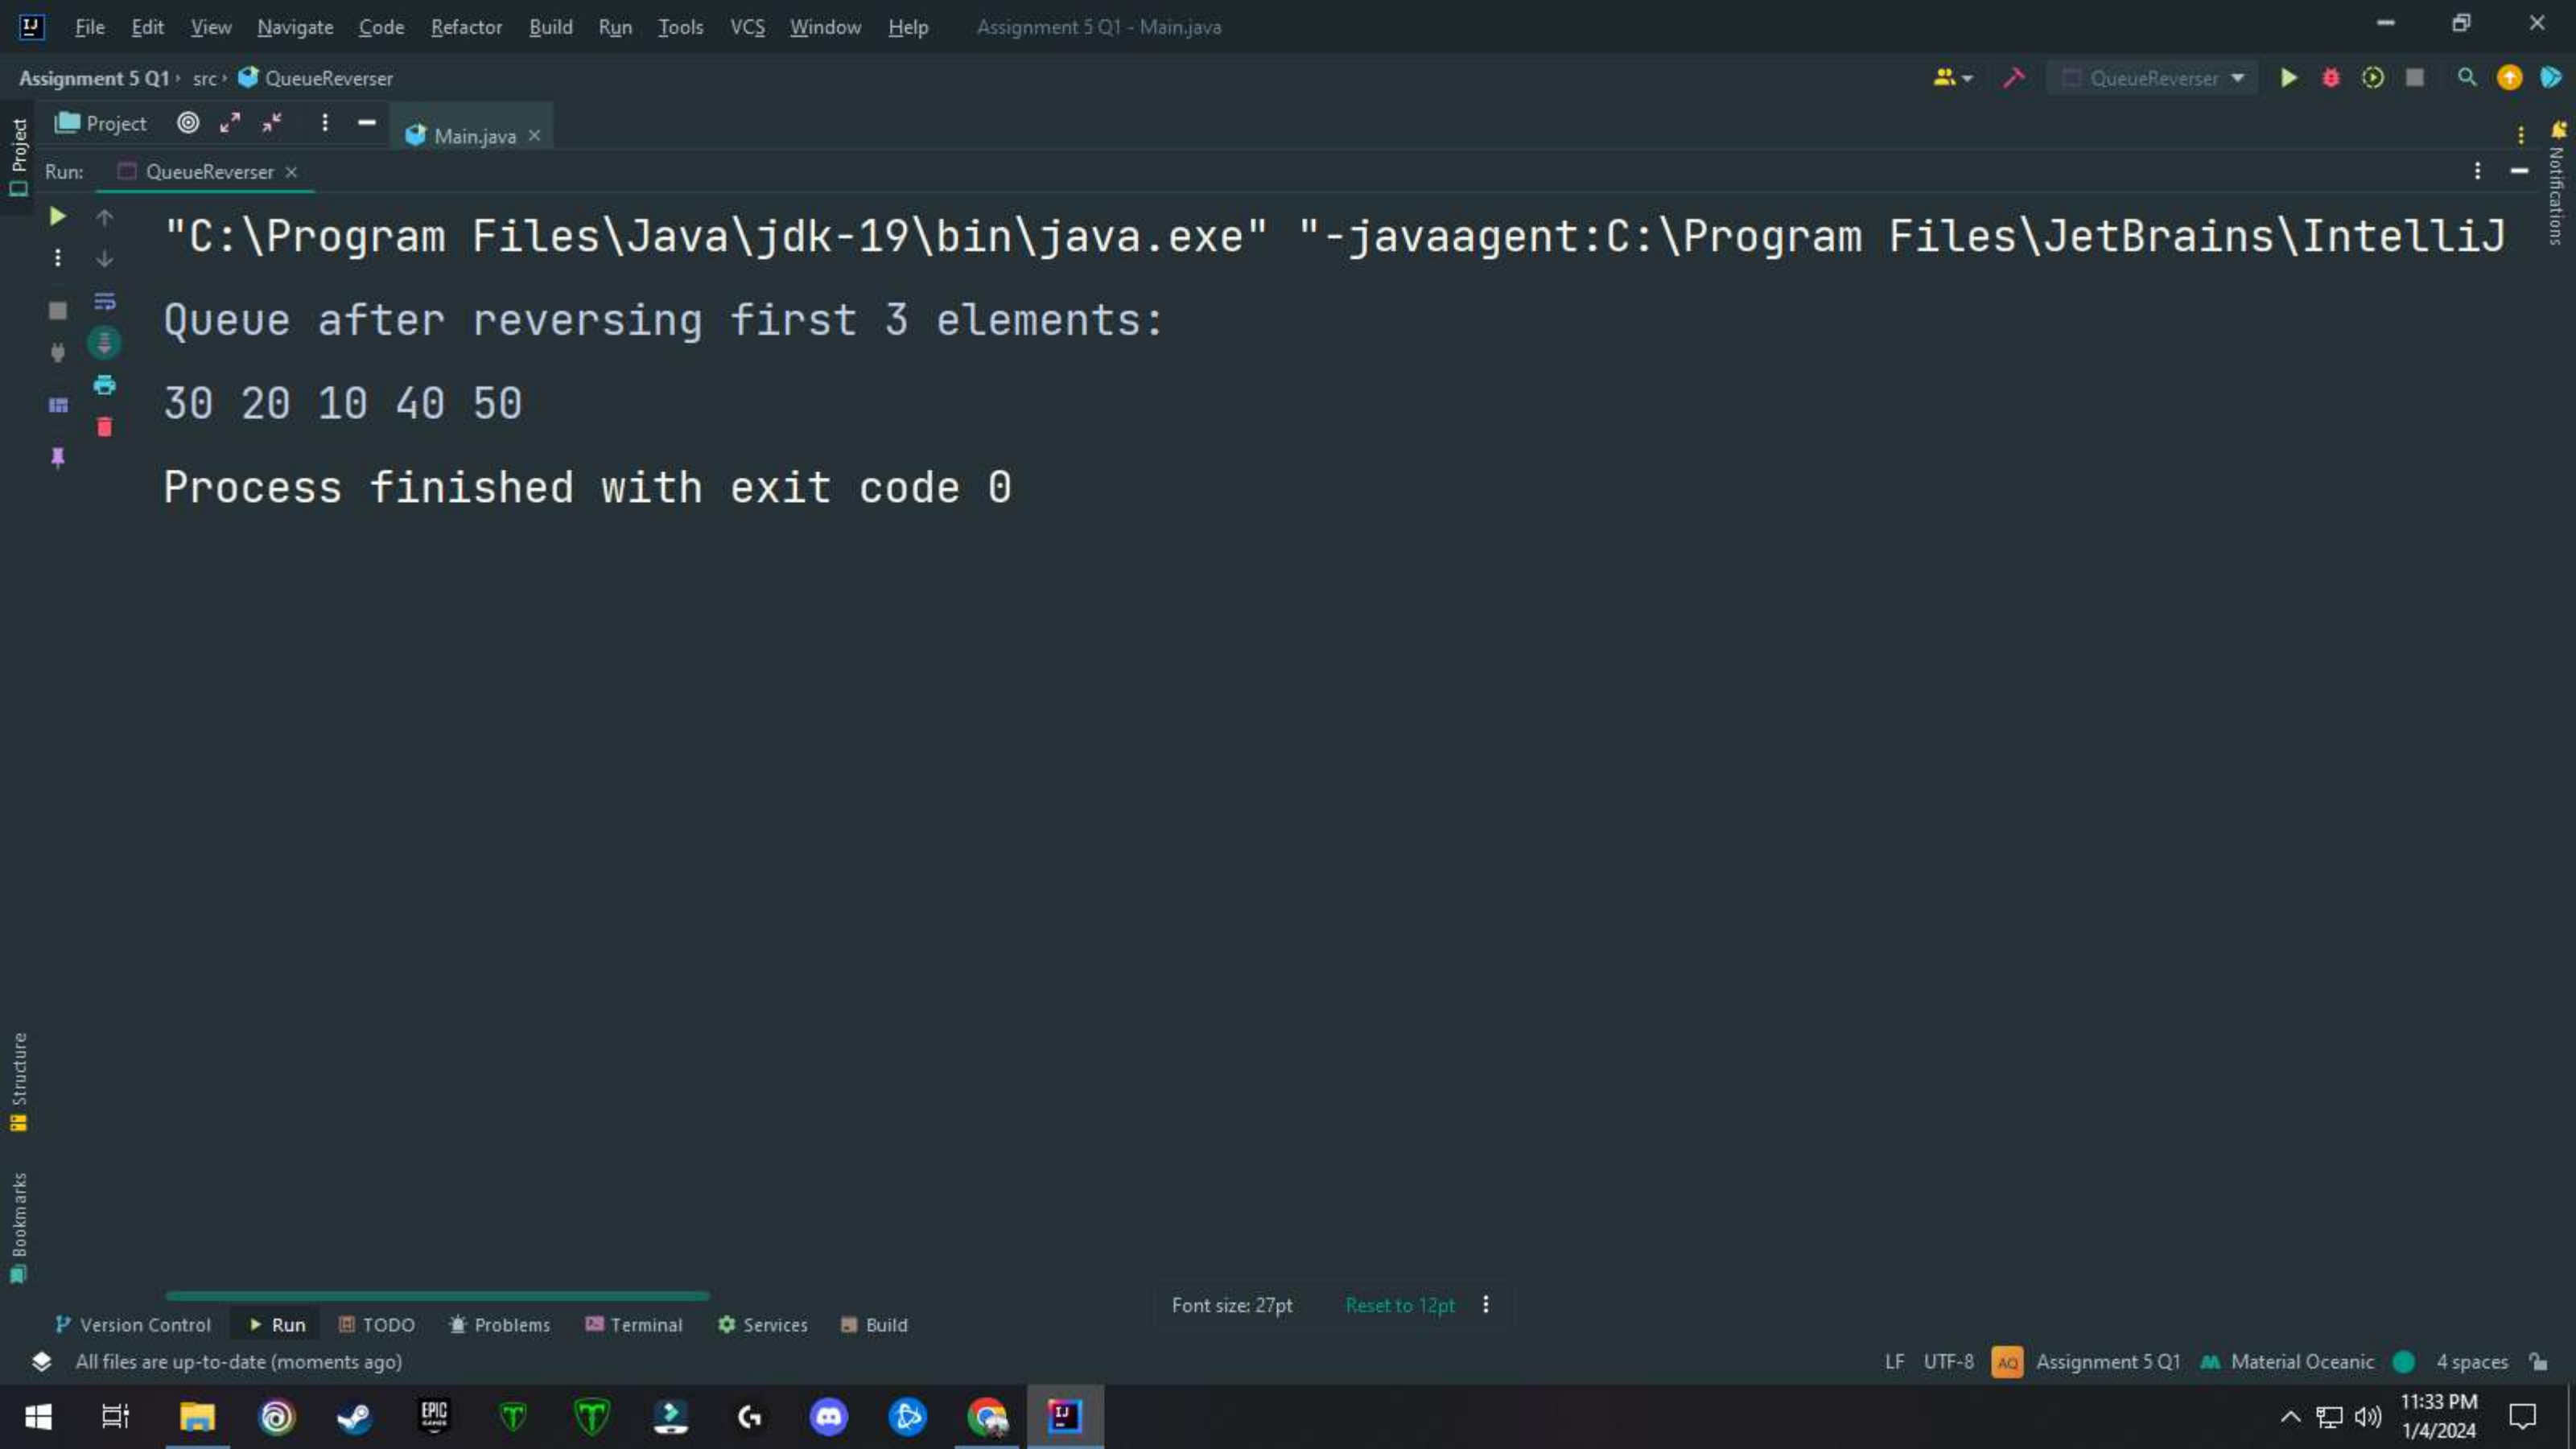 File Edit View Navigate Code Refactor Build Run Tools VCS Window Help Assignment 5 Q1 - Main.java
Assignment 5 Q1 › src › QueueReverser
QueueReverser
Project
Project
Main.java
Notifications
Run: QueueReverser
"C:\Program Files\Java\jdk-19\bin\java.exe" "-javaagent:C:\Program Files\JetBrains\IntelliJ
Queue after reversing first 3 elements:
30 20 10 40 50
Process finished with exit code 0
Structure
Bookmarks
Font size: 27pt Reset to 12pt
Version Control Run TODO Problems Terminal Services Build
All files are up-to-date (moments ago)
LF UTF-8 AQ Assignment 5 Q1 Material Oceanic 4 spaces
EPIC GAMES
11:33 PM
1/4/2024